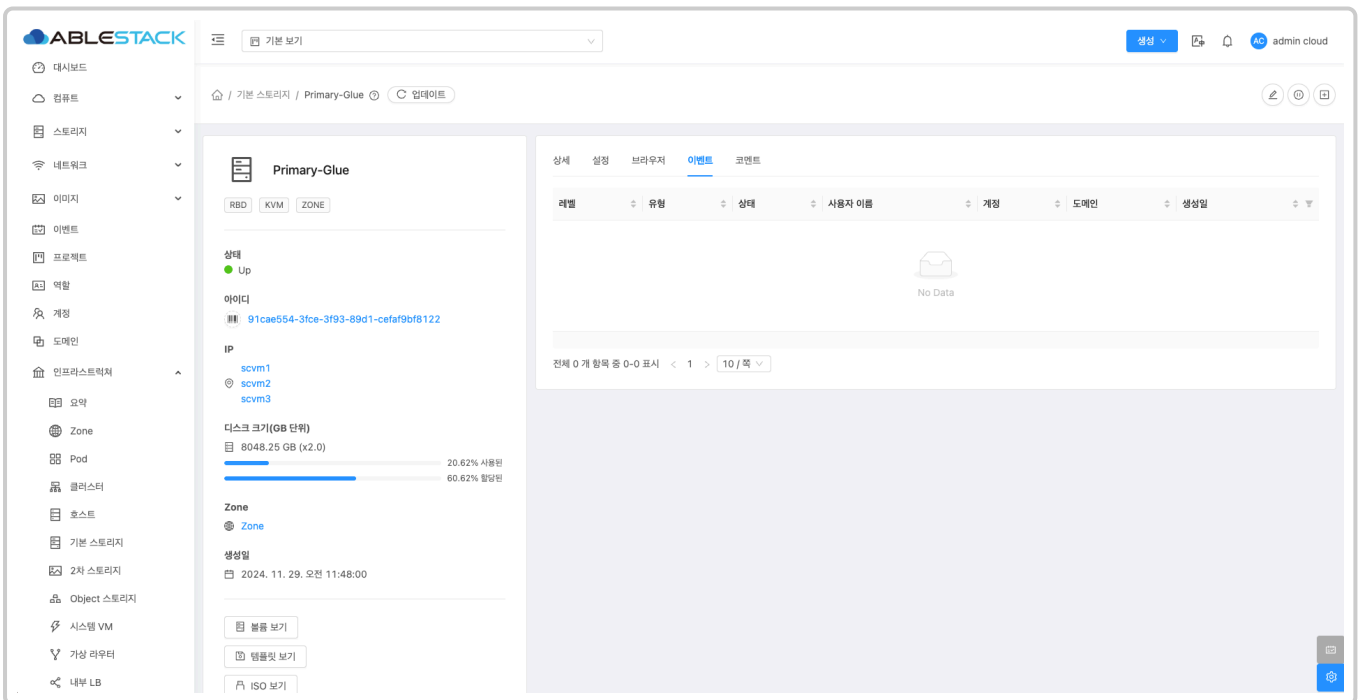 ABLESTACK
기본 보기
생성
AC admin cloud
대시보드
컴퓨트
스토리지
네트워크
이미지
이벤트
프로젝트
역할
계정
도메인
인프라스트럭쳐
요약
Zone
Pod
클러스터
호스트
기본 스토리지
2차 스토리지
Object 스토리지
시스템 VM
가상 라우터
내부 LB
/ 기본 스토리지 / Primary-Glue 업데이트
Primary-Glue
RBD KVM ZONE
상태
Up
아이디
91cae554-3fce-3f93-89d1-cefaf9bf8122
IP
scvm1
scvm2
scvm3
디스크 크기(GB 단위)
8048.25 GB (x2.0)
20.62% 사용된
60.62% 할당된
Zone
Zone
생성일
2024. 11. 29. 오전 11:48:00
볼륨 보기
템플릿 보기
ISO 보기
상세 설정 브라우저 이벤트 코멘트
레벨 유형 상태 사용자 이름 계정 도메인 생성일
No Data
전체 0 개 항목 중 0-0 표시 < 1 > 10 / 쪽